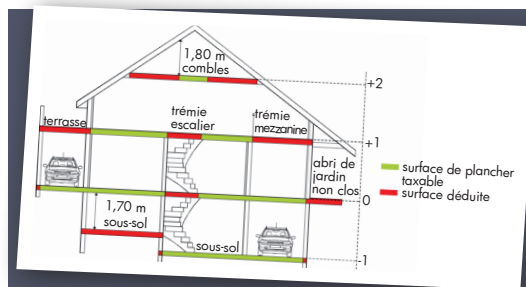 1,80 m
combles
+2
terrasse
trémie
escalier
trémie
mezzanine
+1
abri de
jardin
non clos
surface de plancher
taxable
surface déduite
0
1,70 m
sous-sol
sous-sol
-1